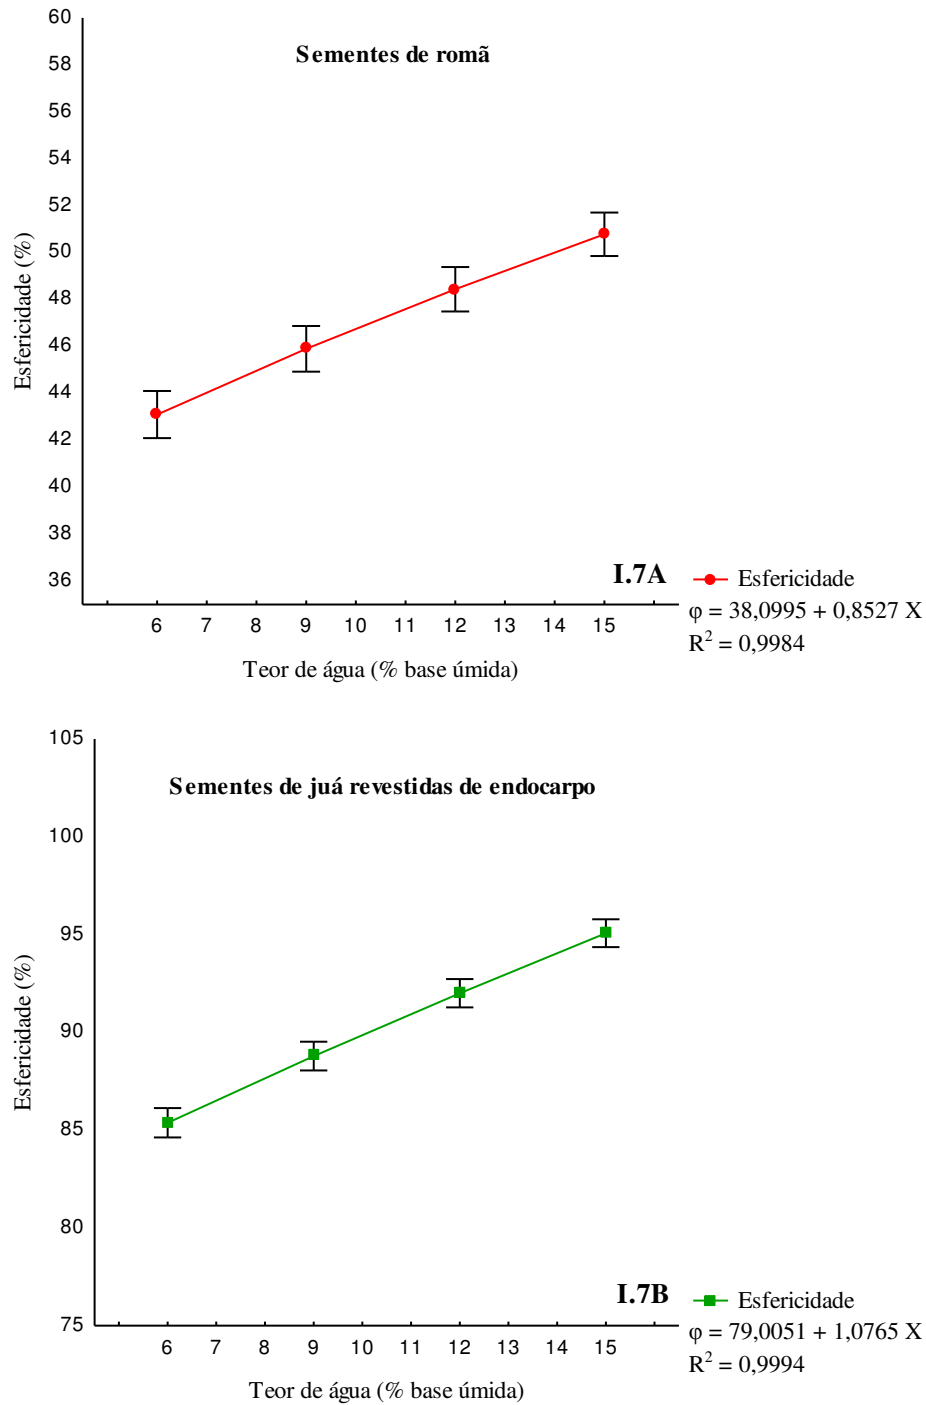 60
Sementes de romã
58
56
54
52
50
48
46
44
42
40
38
36
Esfericidade (%)
6 7 8 9 10 11 12 13 14 15
Teor de água (% base úmida)
I.7A
Esfericidade
φ = 38,0995 + 0,8527 X
R² = 0,9984
105
Sementes de juá revestidas de endocarpo
100
95
90
85
80
75
Esfericidade (%)
6 7 8 9 10 11 12 13 14 15
Teor de água (% base úmida)
I.7B
Esfericidade
φ = 79,0051 + 1,0765 X
R² = 0,9994